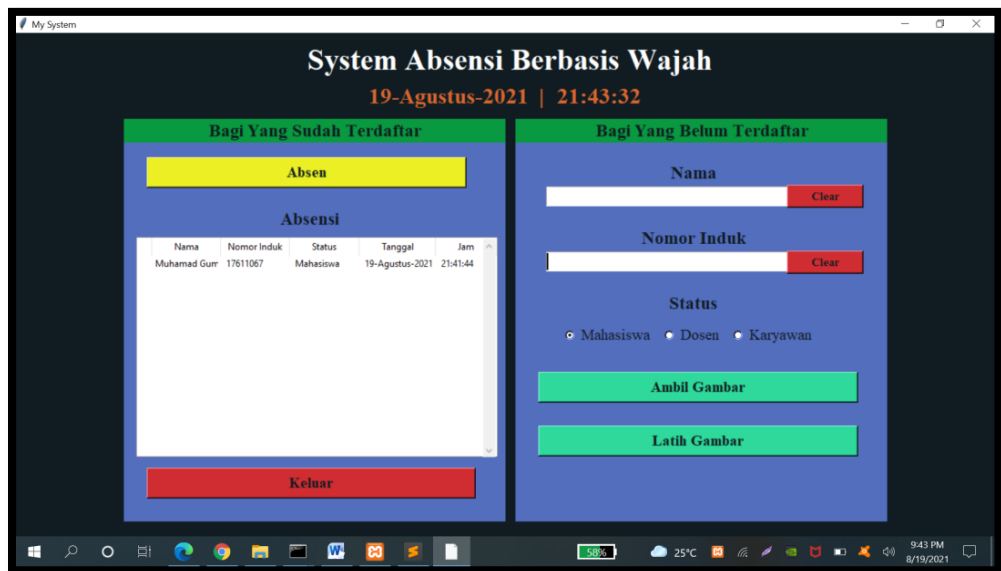 My System
System Absensi Berbasis Wajah
19-Agustus-2021 | 21:43:32
Bagi Yang Sudah Terdaftar
Absen
Absensi
Nama Nomor Induk Status Tanggal Jam
Muhamad Gum 17611067 Mahasiswa 19-Agustus-2021 21:41:44
Keluar
Bagi Yang Belum Terdaftar
Nama
Clear
Nomor Induk
Clear
Status
Mahasiswa Dosen Karyawan
Ambil Gambar
Latih Gambar
58%
25°C
9:43 PM
8/19/2021